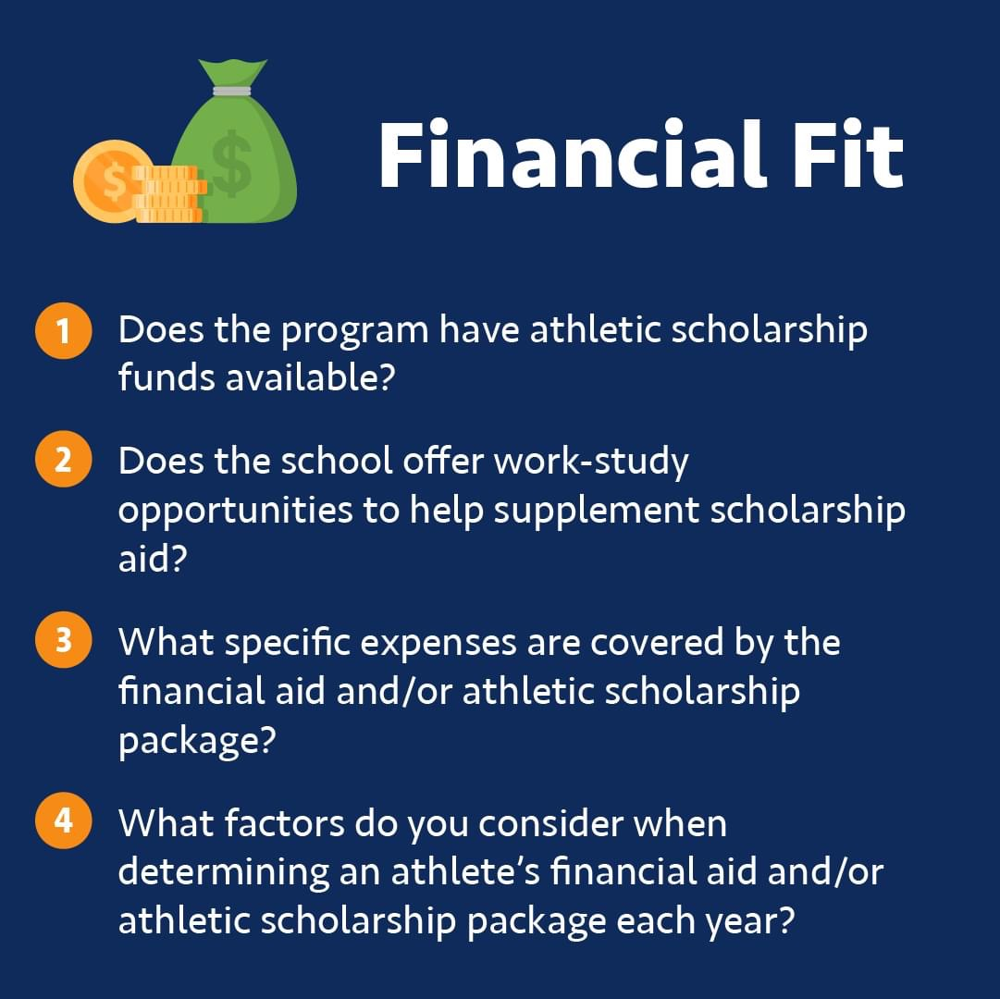 $
$
Financial Fit
1
Does the program have athletic scholarship
funds available?
2
Does the school offer work-study
opportunities to help supplement scholarship
aid?
3
What specific expenses are covered by the
financial aid and/or athletic scholarship
package?
4
What factors do you consider when
determining an athlete’s financial aid and/or
athletic scholarship package each year?